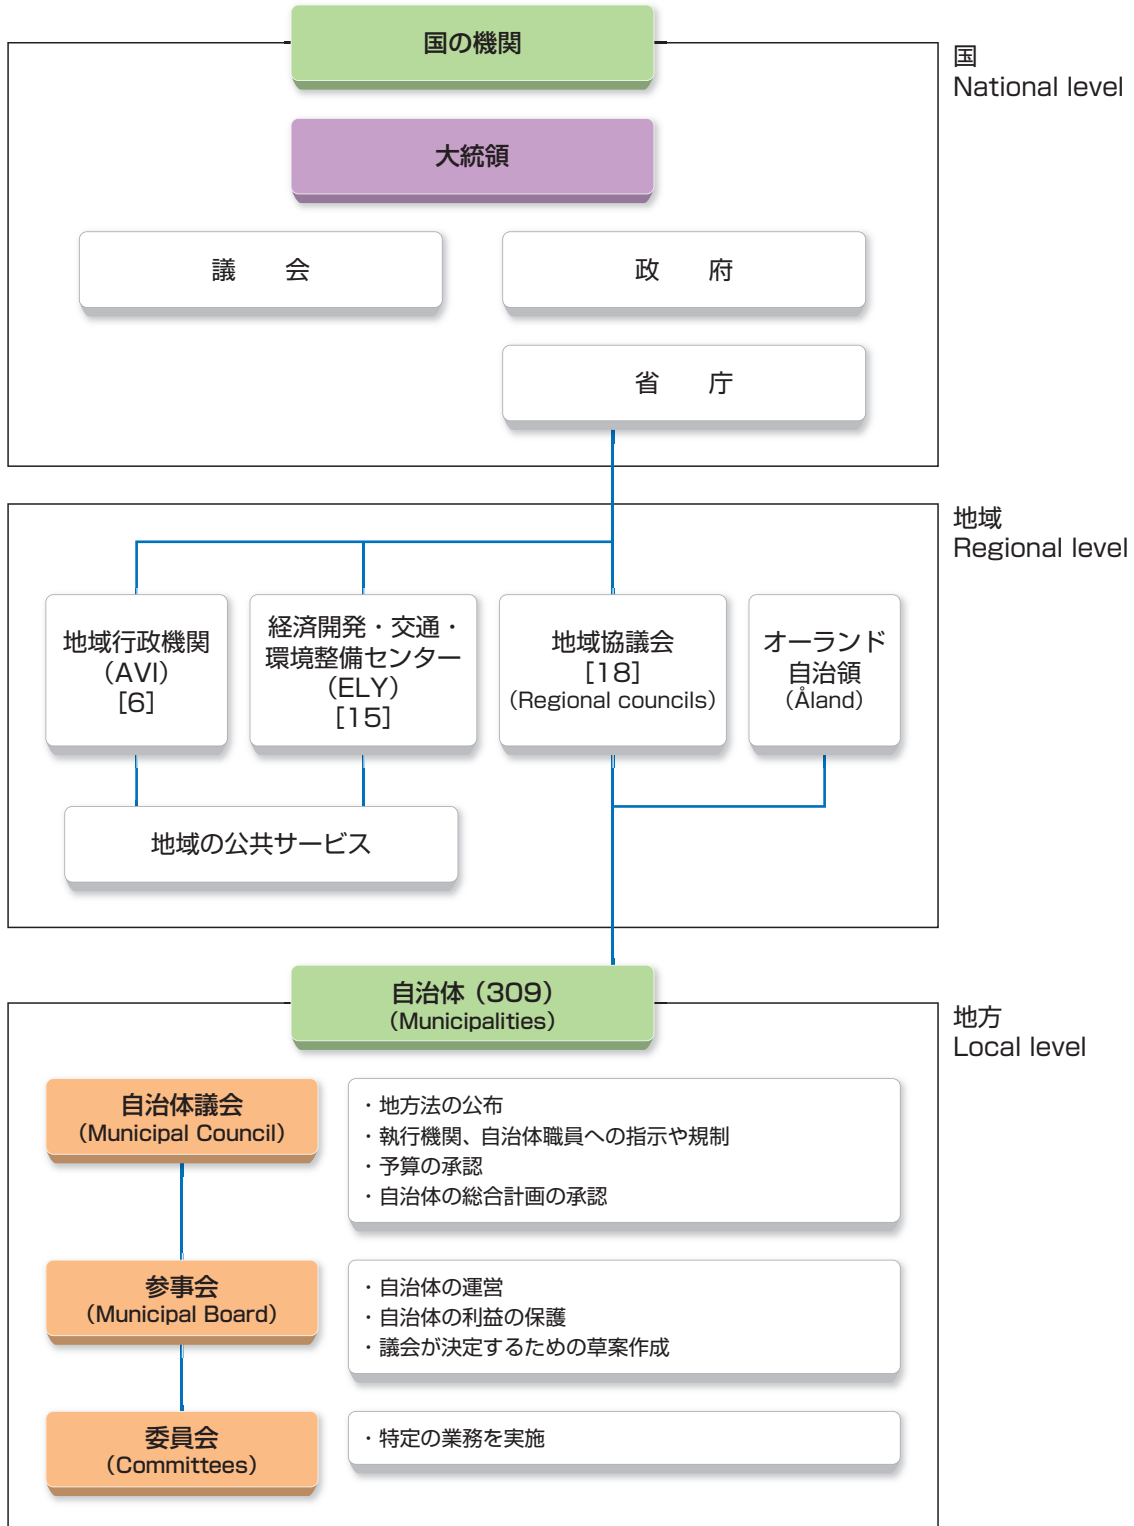 国の機関
国
National level
大統領
議　会
政　府
省　庁
地域
Regional level
地域行政機関
(AVI)
[6]
経済開発・交通・
環境整備センター
(ELY)
[15]
地域協議会
[18]
(Regional councils)
オーランド
自治領
(Åland)
地域の公共サービス
自治体(309)
(Municipalities)
地方
Local level
自治体議会
(Municipal Council)
・地方法の公布
・執行機関、自治体職員への指示や規制
・予算の承認
・自治体の総合計画の承認
参事会
(Municipal Board)
・自治体の運営
・自治体の利益の保護
・議会が決定するための草案作成
委員会
(Committees)
・特定の業務を実施